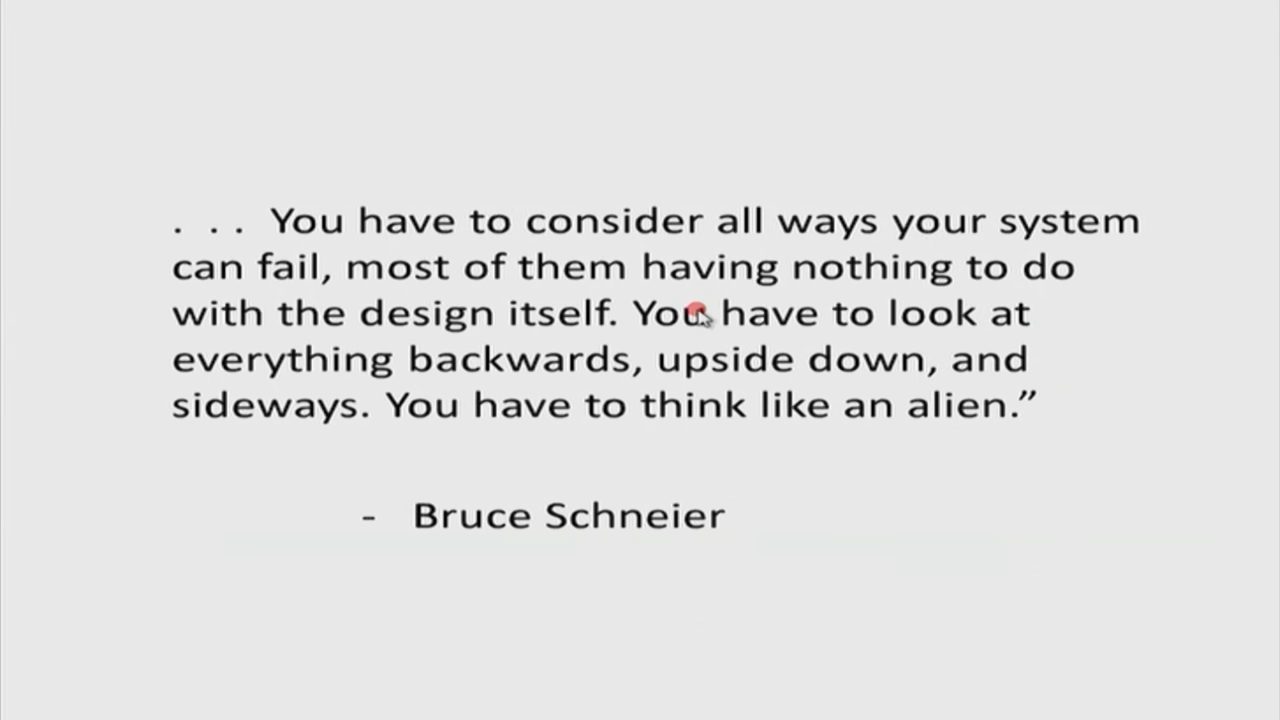 . . . You have to consider all ways your system
can fail, most of them having nothing to do
with the design itself. You have to look at
everything backwards, upside down, and
sideways. You have to think like an alien.”
- Bruce Schneier